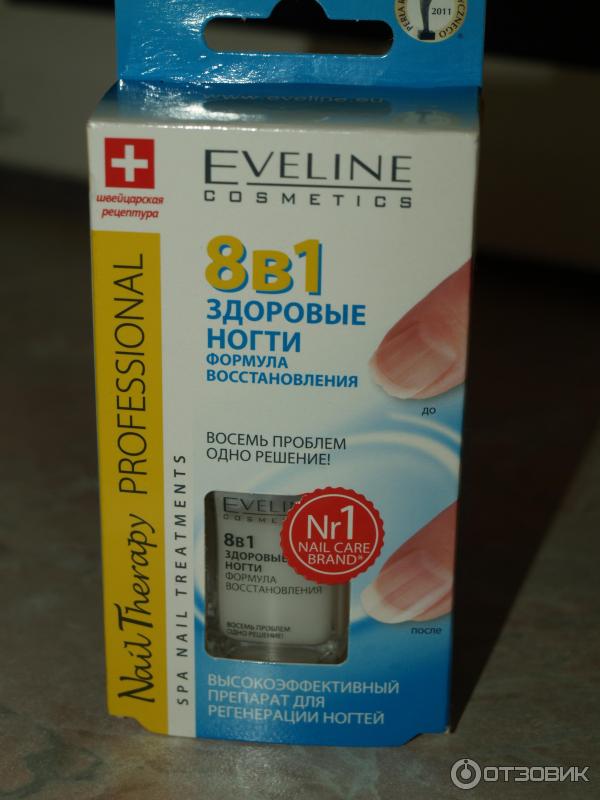 2011
www.eveline.eu
швейцарская
рецептура
EVELINE
COSMETICS
8в1
ЗДОРОВЫЕ
НОГТИ
ФОРМУЛА
ВОССТАНОВЛЕНИЯ
до
ВОСЕМЬ ПРОБЛЕМ
ОДНО РЕШЕНИЕ!
EVELINE
COSMETICS
8в1
ЗДОРОВЫЕ
НОГТИ
ФОРМУЛА
ВОССТАНОВЛЕНИЯ
ВОСЕМЬ ПРОБЛЕМ
ОДНО РЕШЕНИЕ!
Nr1
NAIL CARE
BRAND*
после
ВЫСОКОЭФФЕКТИВНЫЙ
ПРЕПАРАТ ДЛЯ
РЕГЕНЕРАЦИИ НОГТЕЙ
Nail Therapy PROFESSIONAL
SPA NAIL TREATMENTS
ОТЗОВИК